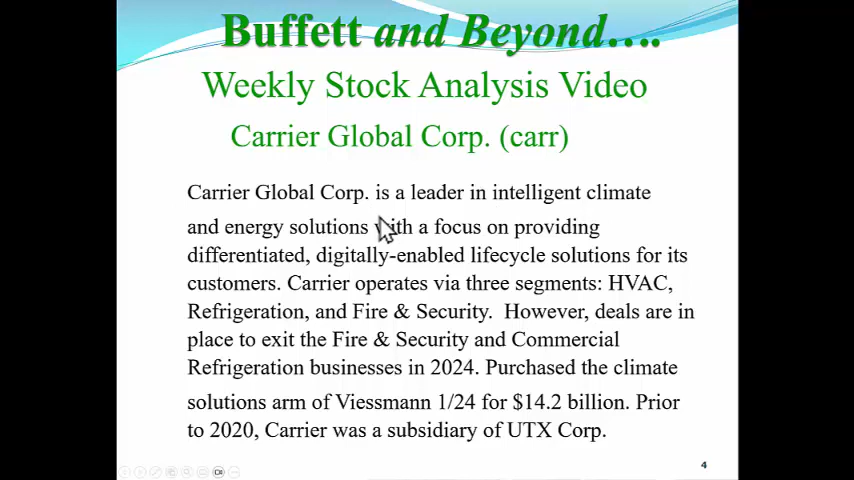 Buffett and Beyond….
Weekly Stock Analysis Video
Carrier Global Corp. (carr)
Carrier Global Corp. is a leader in intelligent climate
and energy solutions with a focus on providing
differentiated, digitally-enabled lifecycle solutions for its
customers. Carrier operates via three segments: HVAC,
Refrigeration, and Fire & Security. However, deals are in
place to exit the Fire & Security and Commercial
Refrigeration businesses in 2024. Purchased the climate
solutions arm of Viessmann 1/24 for $14.2 billion. Prior
to 2020, Carrier was a subsidiary of UTX Corp.
4